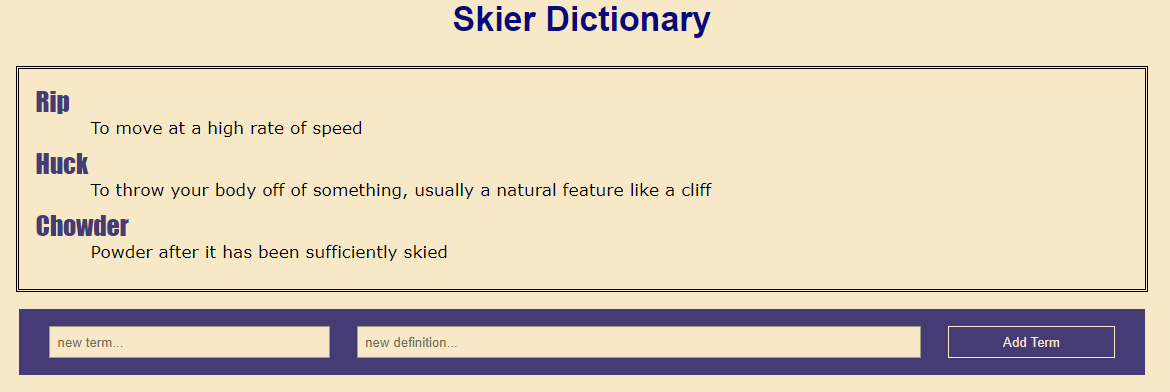 Skier Dictionary
Rip
To move at a high rate of speed
Huck
To throw your body off of something, usually a natural feature like a cliff
Chowder
Powder after it has been sufficiently skied
new term...
new definition...
Add Term